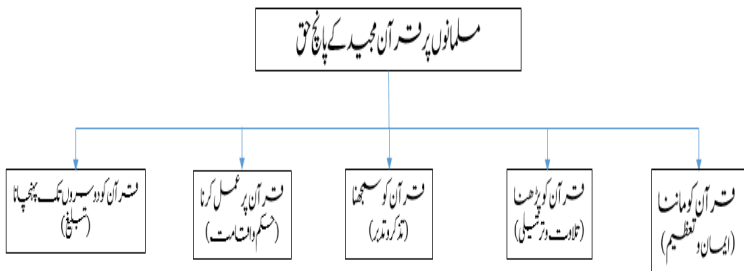 مسلمانوں پر قرآن مجید کے پانچ حق
قرآن کو ماننا
(ایمان و تعظیم)
قرآن کو پڑھنا
(تلاوت و ترتیلی)
قرآن کو سمجھنا
(تذکر و تدبر)
قرآن پر عمل کرنا
(حکم و اقامت)
قرآن کو دوسروں تک پہنچانا
(تبلیغ)